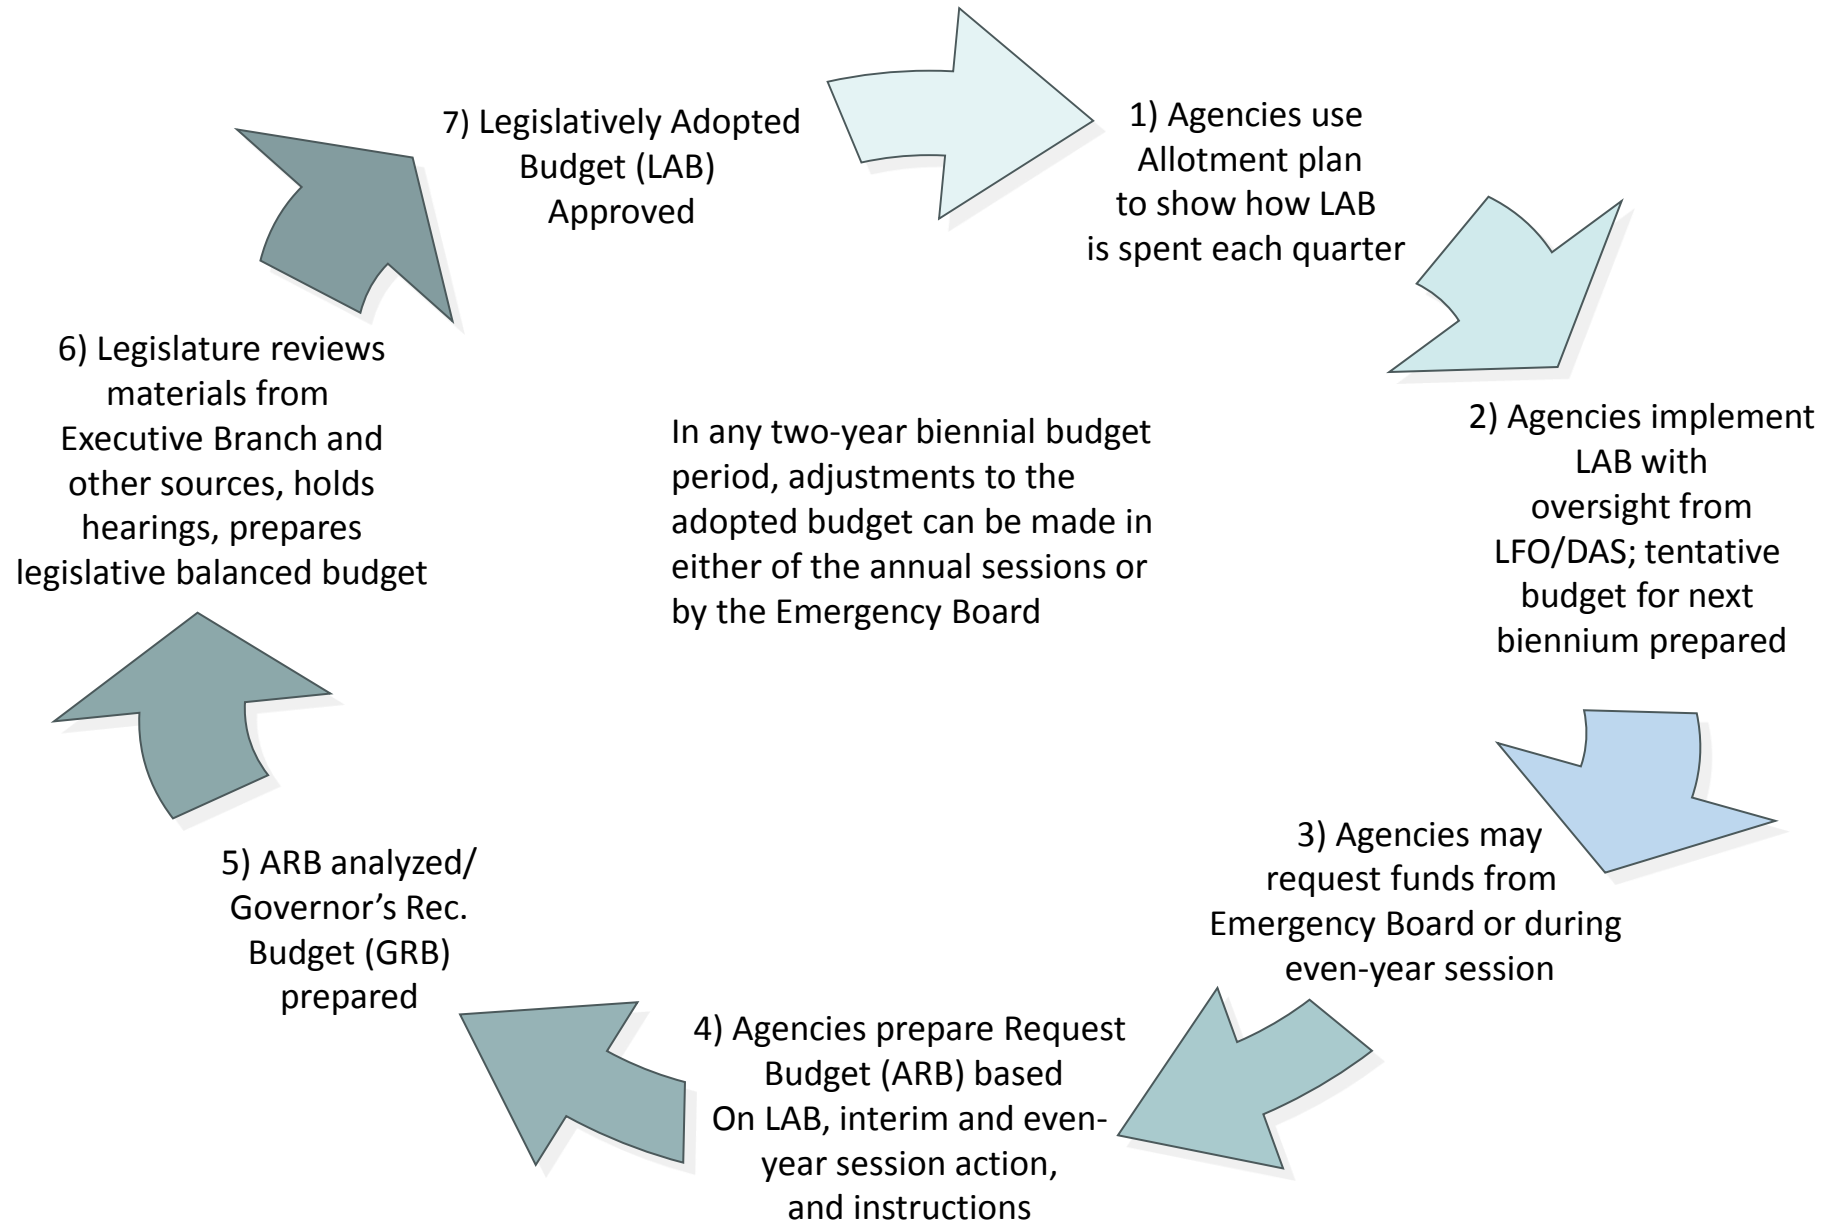 7) Legislatively Adopted
Budget (LAB)
Approved
1) Agencies use
Allotment plan
to show how LAB
is spent each quarter
2) Agencies implement
LAB with
oversight from
LFO/DAS; tentative
budget for next
biennium prepared
3) Agencies may
request funds from
Emergency Board or during
even-year session
4) Agencies prepare Request
Budget (ARB) based
On LAB, interim and even-
year session action,
and instructions
5) ARB analyzed/
Governor’s Rec.
Budget (GRB)
prepared
6) Legislature reviews
materials from
Executive Branch and
other sources, holds
hearings, prepares
legislative balanced budget
In any two-year biennial budget
period, adjustments to the
adopted budget can be made in
either of the annual sessions or
by the Emergency Board